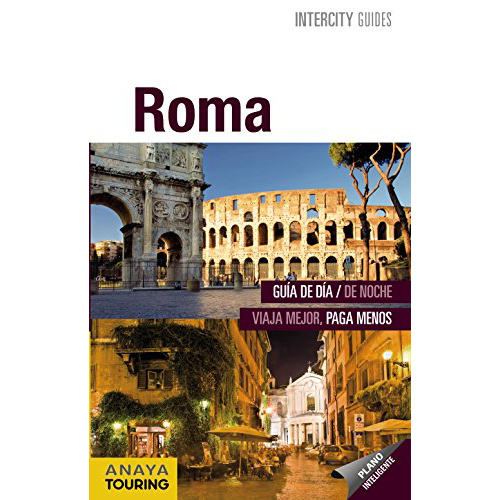 INTERCITY GUIDES
Roma
GUÍA DE DÍA / DE NOCHE
VIAJA MEJOR, PAGA MENOS
ANAYA
TOURING
PLANO
INTELIGENTE